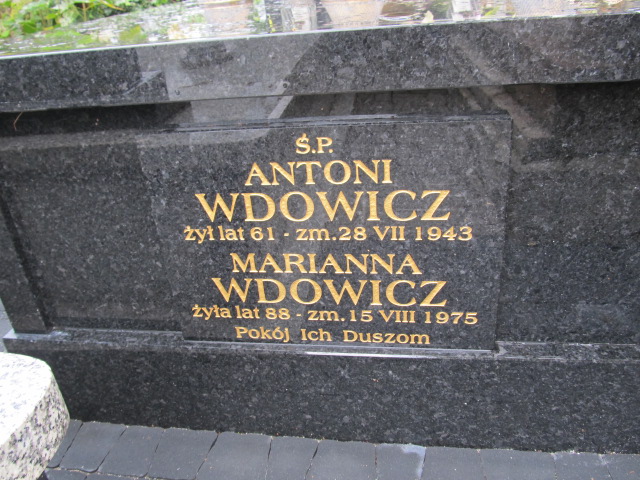 Ś.P.
ANTONI
WDOWICZ
żył lat 61 - zm. 28 VII 1943
MARIANNA
WDOWICZ
żyła lat 88 - zm. 15 VIII 1975
Pokój Ich Duszom